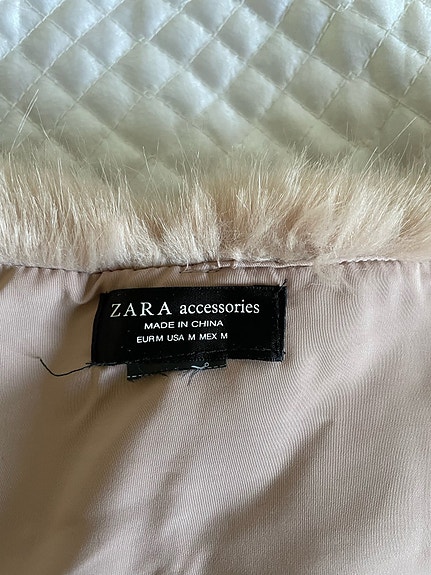 ZARA accessories
MADE IN CHINA
EUR M USA M MEX M